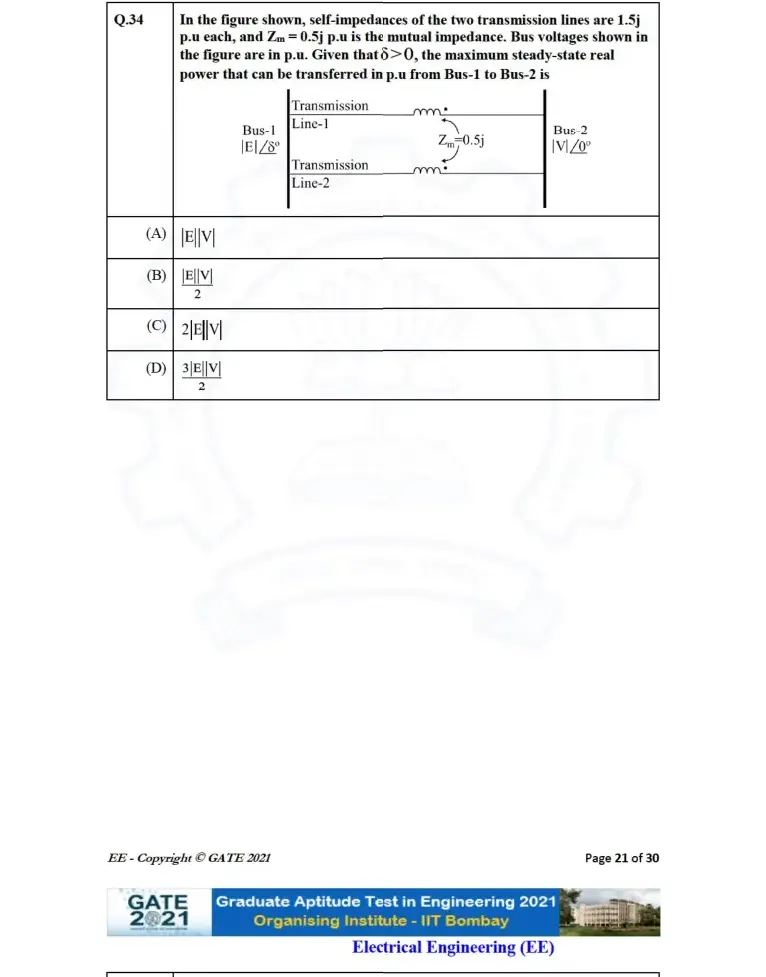 Q.34
In the figure shown, self-impedances of the two transmission lines are 1.5j
p.u each, and Zm = 0.5j p.u is the mutual impedance. Bus voltages shown in
the figure are in p.u. Given that δ>0, the maximum steady-state real
power that can be transferred in p.u from Bus-1 to Bus-2 is
Transmission
Line-1
Bus-1
|E|∠δ°
Zm=0.5j
Bus-2
|V|∠0°
Transmission
Line-2
(A) |E||V|
(B) |E||V|
2
(C) 2|E||V|
(D) 3|E||V|
2
EE - Copyright © GATE 2021
Page 21 of 30
GATE
2021
Graduate Aptitude Test in Engineering 2021
Organising Institute - IIT Bombay
Electrical Engineering (EE)